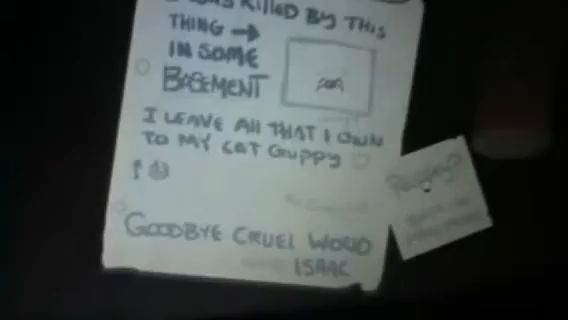 KILLED BY THIS
THING →
IN SOME
BASEMENT
I LEAVE All THAT I OWN
TO MY CAT GUPPY
GOODBYE CRUEL WORLD
ISAAC